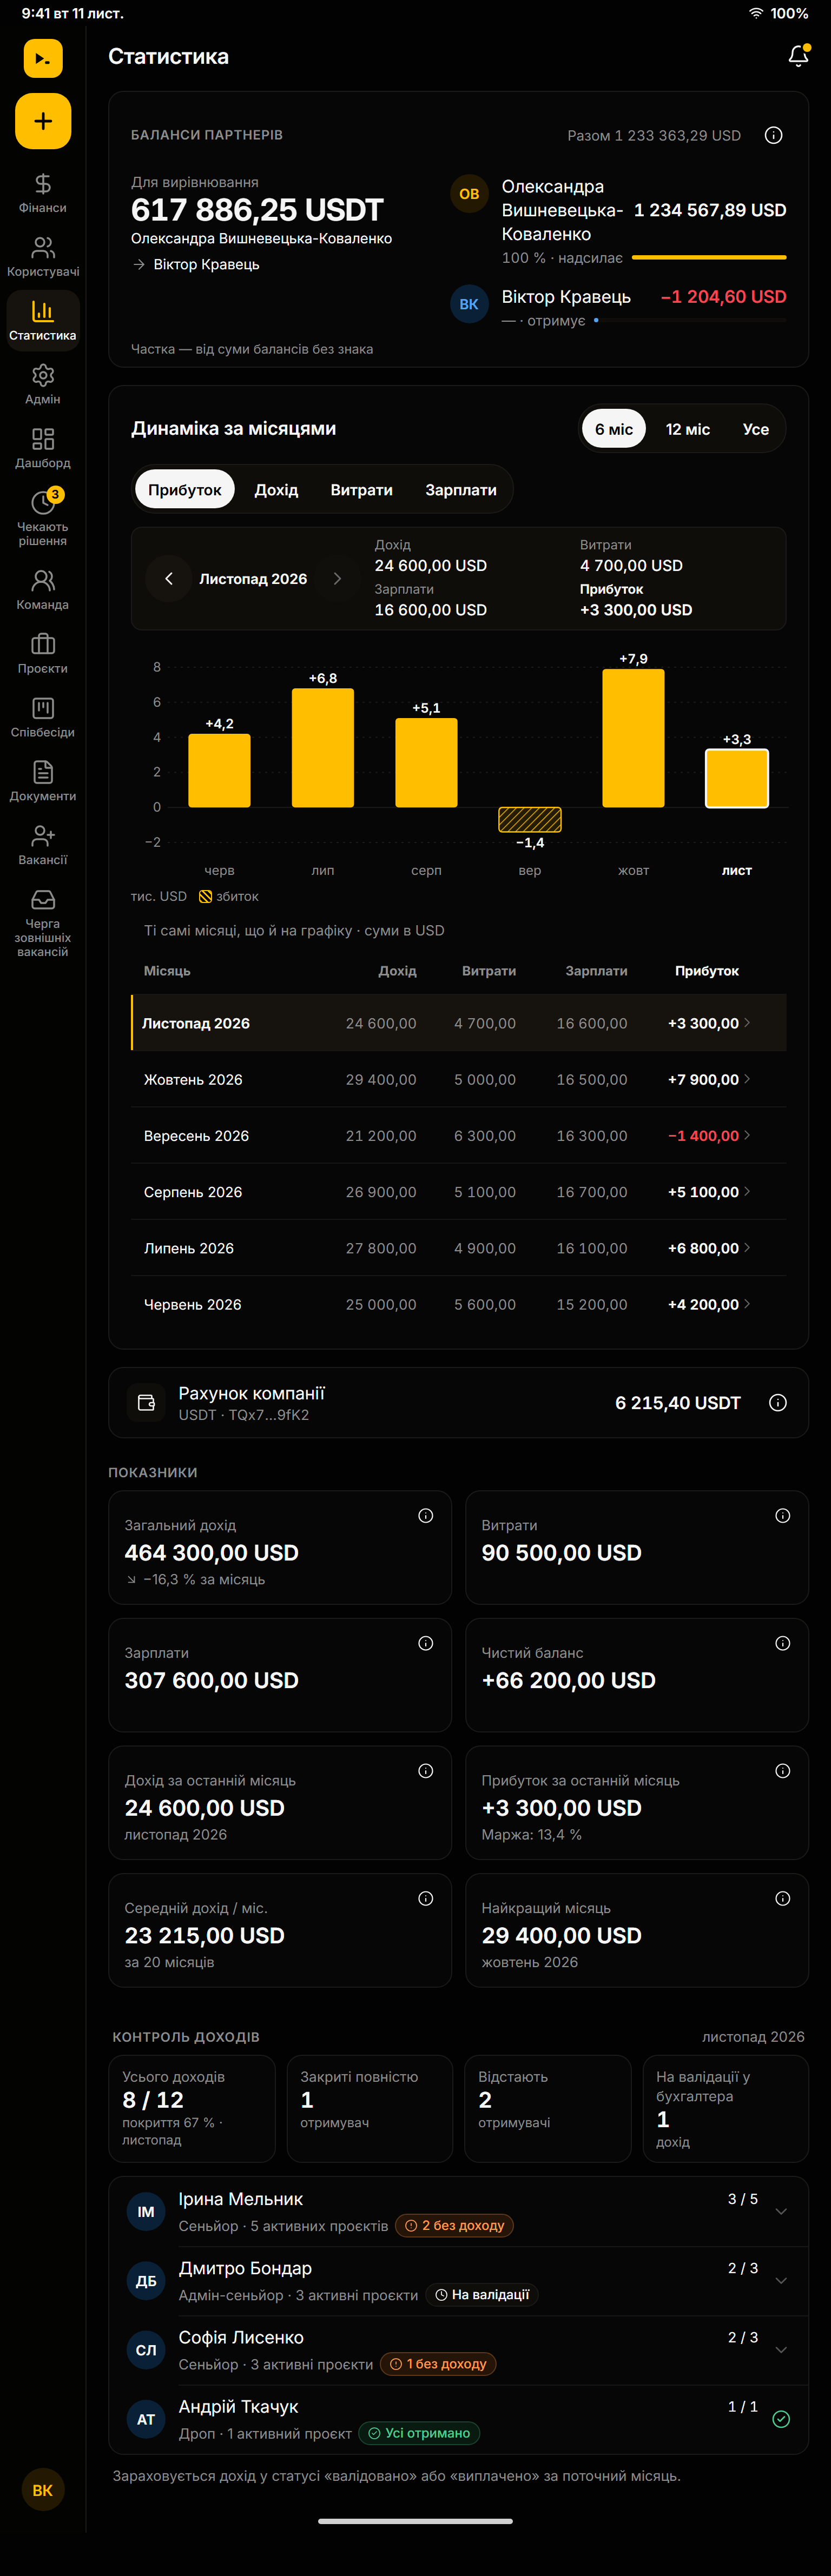 9:41 вт 11 лист.
100%
Статистика
Фінанси
Користувачі
Статистика
Адмін
Дашборд
3
Чекають
рішення
Команда
Проєкти
Співбесіди
Документи
Вакансії
Черга
зовнішніх
вакансій
ВК
БАЛАНСИ ПАРТНЕРІВ
Разом 1 233 363,29 USD
Для вирівнювання
617 886,25 USDT
Олександра Вишневецька-Коваленко
→ Віктор Кравець
ОВ
Олександра
Вишневецька-
Коваленко
1 234 567,89 USD
100 % · надсилає
ВК
Віктор Кравець
−1 204,60 USD
— · отримує
Частка — від суми балансів без знака
Динаміка за місяцями
6 міс 12 міс Усе
Прибуток Дохід Витрати Зарплати
Листопад 2026
Дохід
24 600,00 USD
Витрати
4 700,00 USD
Зарплати
16 600,00 USD
Прибуток
+3 300,00 USD
8
6
4
2
0
−2
+4,2
+6,8
+5,1
−1,4
+7,9
+3,3
черв лип серп вер жовт лист
тис. USD збиток
Ті самі місяці, що й на графіку · суми в USD
Місяць Дохід Витрати Зарплати Прибуток
Листопад 2026 24 600,00 4 700,00 16 600,00 +3 300,00
Жовтень 2026 29 400,00 5 000,00 16 500,00 +7 900,00
Вересень 2026 21 200,00 6 300,00 16 300,00 −1 400,00
Серпень 2026 26 900,00 5 100,00 16 700,00 +5 100,00
Липень 2026 27 800,00 4 900,00 16 100,00 +6 800,00
Червень 2026 25 000,00 5 600,00 15 200,00 +4 200,00
Рахунок компанії
USDT · TQx7…9fK2
6 215,40 USDT
ПОКАЗНИКИ
Загальний дохід
464 300,00 USD
−16,3 % за місяць
Витрати
90 500,00 USD
Зарплати
307 600,00 USD
Чистий баланс
+66 200,00 USD
Дохід за останній місяць
24 600,00 USD
листопад 2026
Прибуток за останній місяць
+3 300,00 USD
Маржа: 13,4 %
Середній дохід / міс.
23 215,00 USD
за 20 місяців
Найкращий місяць
29 400,00 USD
жовтень 2026
КОНТРОЛЬ ДОХОДІВ
листопад 2026
Усього доходів
8 / 12
покриття 67 % ·
листопад
Закриті повністю
1
отримувач
Відстають
2
отримувачі
На валідації у
бухгалтера
1
дохід
ІМ
Ірина Мельник
3 / 5
Сеньйор · 5 активних проєктів
2 без доходу
ДБ
Дмитро Бондар
2 / 3
Адмін-сеньйор · 3 активні проєкти
На валідації
СЛ
Софія Лисенко
2 / 3
Сеньйор · 3 активні проєкти
1 без доходу
АТ
Андрій Ткачук
1 / 1
Дроп · 1 активний проєкт
Усі отримано
Зараховується дохід у статусі «валідовано» або «виплачено» за поточний місяць.